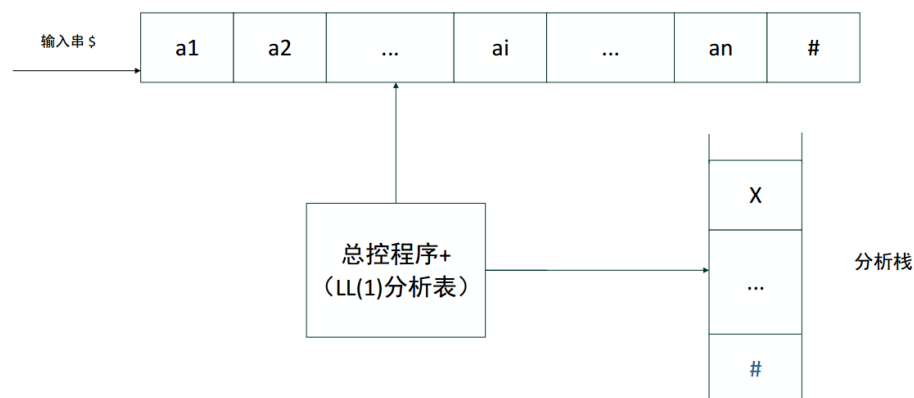 输入串 $
a1
a2
...
ai
...
an
#
X
总控程序+
（LL(1)分析表）
...
分析栈
#